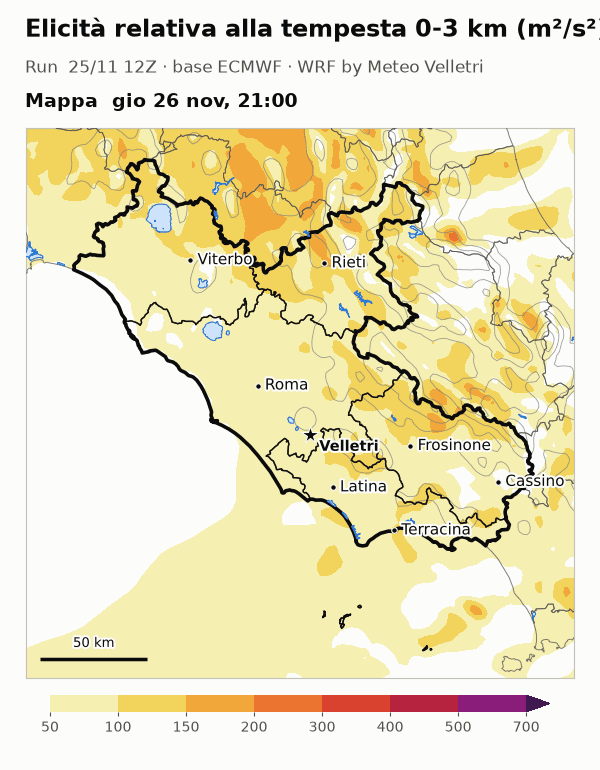 Elicità relativa alla tempesta 0-3 km (m²/s²)
Run  25/11 12Z · base ECMWF · WRF by Meteo Velletri
Mappa  gio 26 nov, 21:00
Viterbo
Rieti
Roma
Velletri
Frosinone
Cassino
Latina
Terracina
50 km
50 100 150 200 300 400 500 700